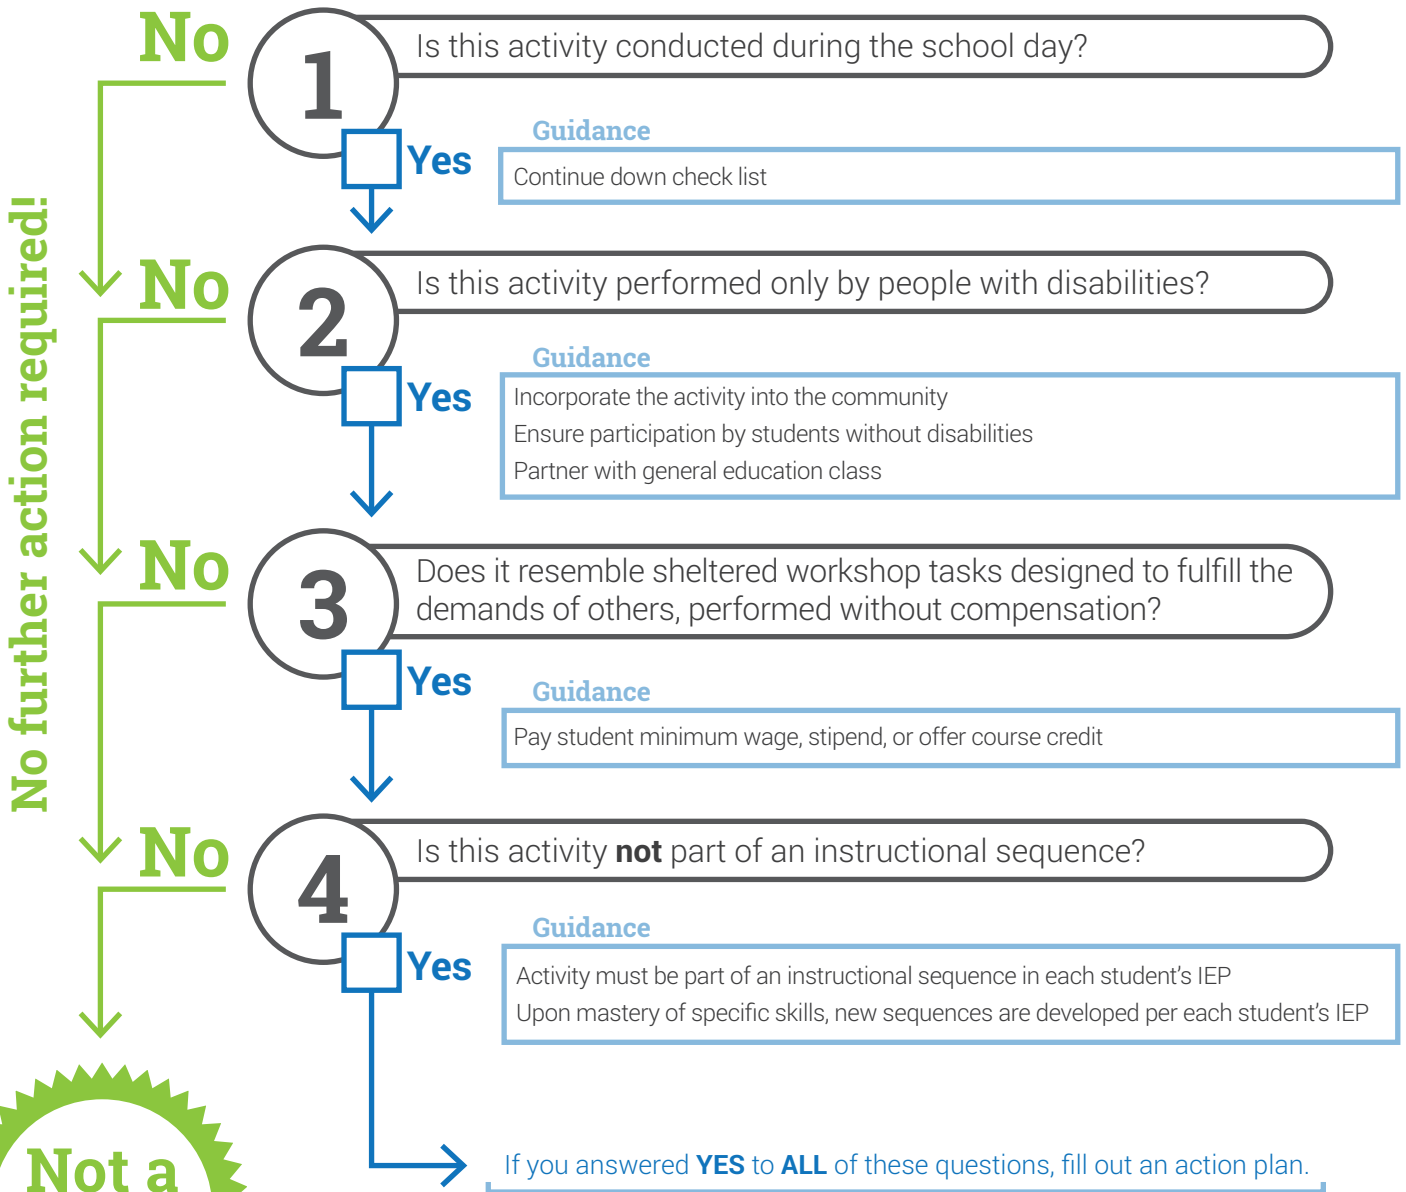 No further action required!
No
1
Is this activity conducted during the school day?
Yes
Guidance
Continue down check list
No
2
Is this activity performed only by people with disabilities?
Yes
Guidance
Incorporate the activity into the community
Ensure participation by students without disabilities
Partner with general education class
No
3
Does it resemble sheltered workshop tasks designed to fulfill the
demands of others, performed without compensation?
Yes
Guidance
Pay student minimum wage, stipend, or offer course credit
No
4
Is this activity not part of an instructional sequence?
Yes
Guidance
Activity must be part of an instructional sequence in each student's IEP
Upon mastery of specific skills, new sequences are developed per each student's IEP
Not a
If you answered YES to ALL of these questions, fill out an action plan.